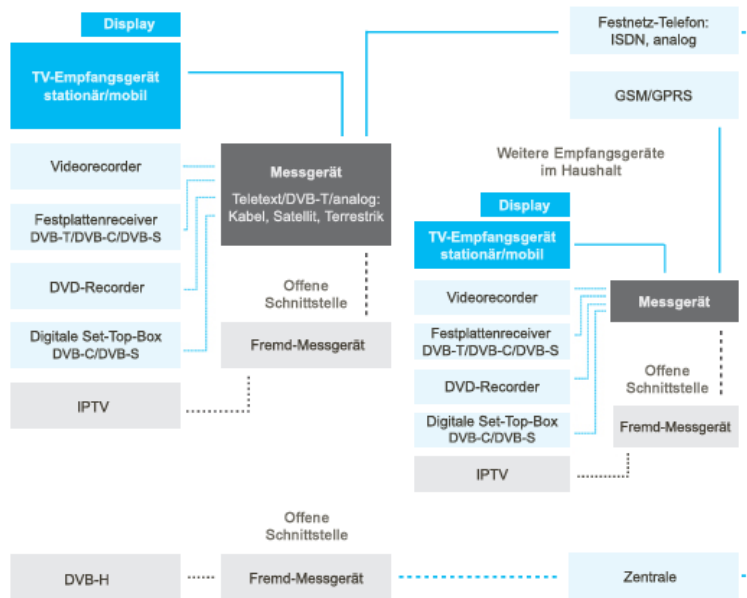 Display
TV-Empfangsgerät
stationär/mobil
Videorecorder
Festplattenreceiver
DVB-T/DVB-C/DVB-S
DVD-Recorder
Digitale Set-Top-Box
DVB-C/DVB-S
IPTV
Messgerät
Teletext/DVB-T/analog:
Kabel, Satellit, Terrestrik
Offene
Schnittstelle
Fremd-Messgerät
Festnetz-Telefon:
ISDN, analog
GSM/GPRS
Weitere Empfangsgeräte
im Haushalt
Display
TV-Empfangsgerät
stationär/mobil
Videorecorder
Festplattenreceiver
DVB-T/DVB-C/DVB-S
DVD-Recorder
Digitale Set-Top-Box
DVB-C/DVB-S
IPTV
Messgerät
Offene
Schnittstelle
Fremd-Messgerät
Offene
Schnittstelle
DVB-H
Fremd-Messgerät
Zentrale